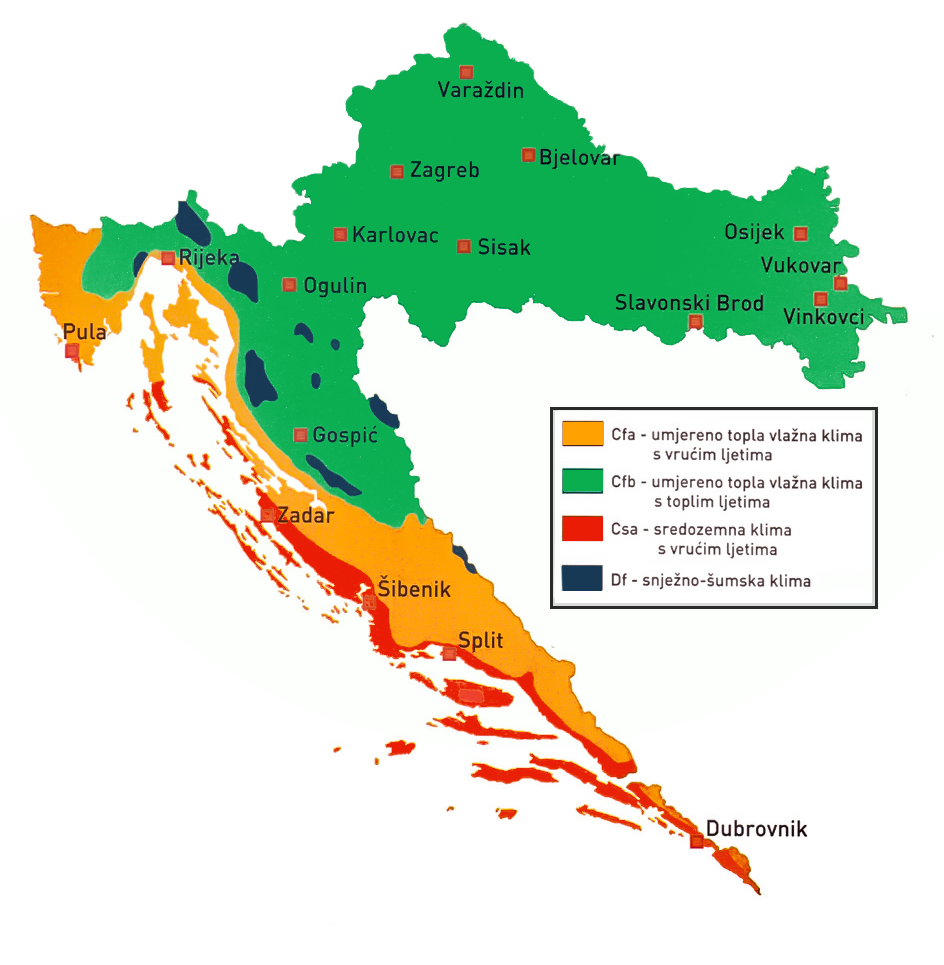 Varaždin
Bjelovar
Zagreb
Osijek
Karlovac
Sisak
Rijeka
Vukovar
Ogulin
Slavonski Brod
Vinkovci
Pula
Gospić
Cfa - umjereno topla vlažna klima
s vrućim ljetima
Cfb - umjereno topla vlažna klima
s toplim ljetima
Zadar
Csa - sredozemna klima
s vrućim ljetima
Df - snježno-šumska klima
Šibenik
Split
Dubrovnik